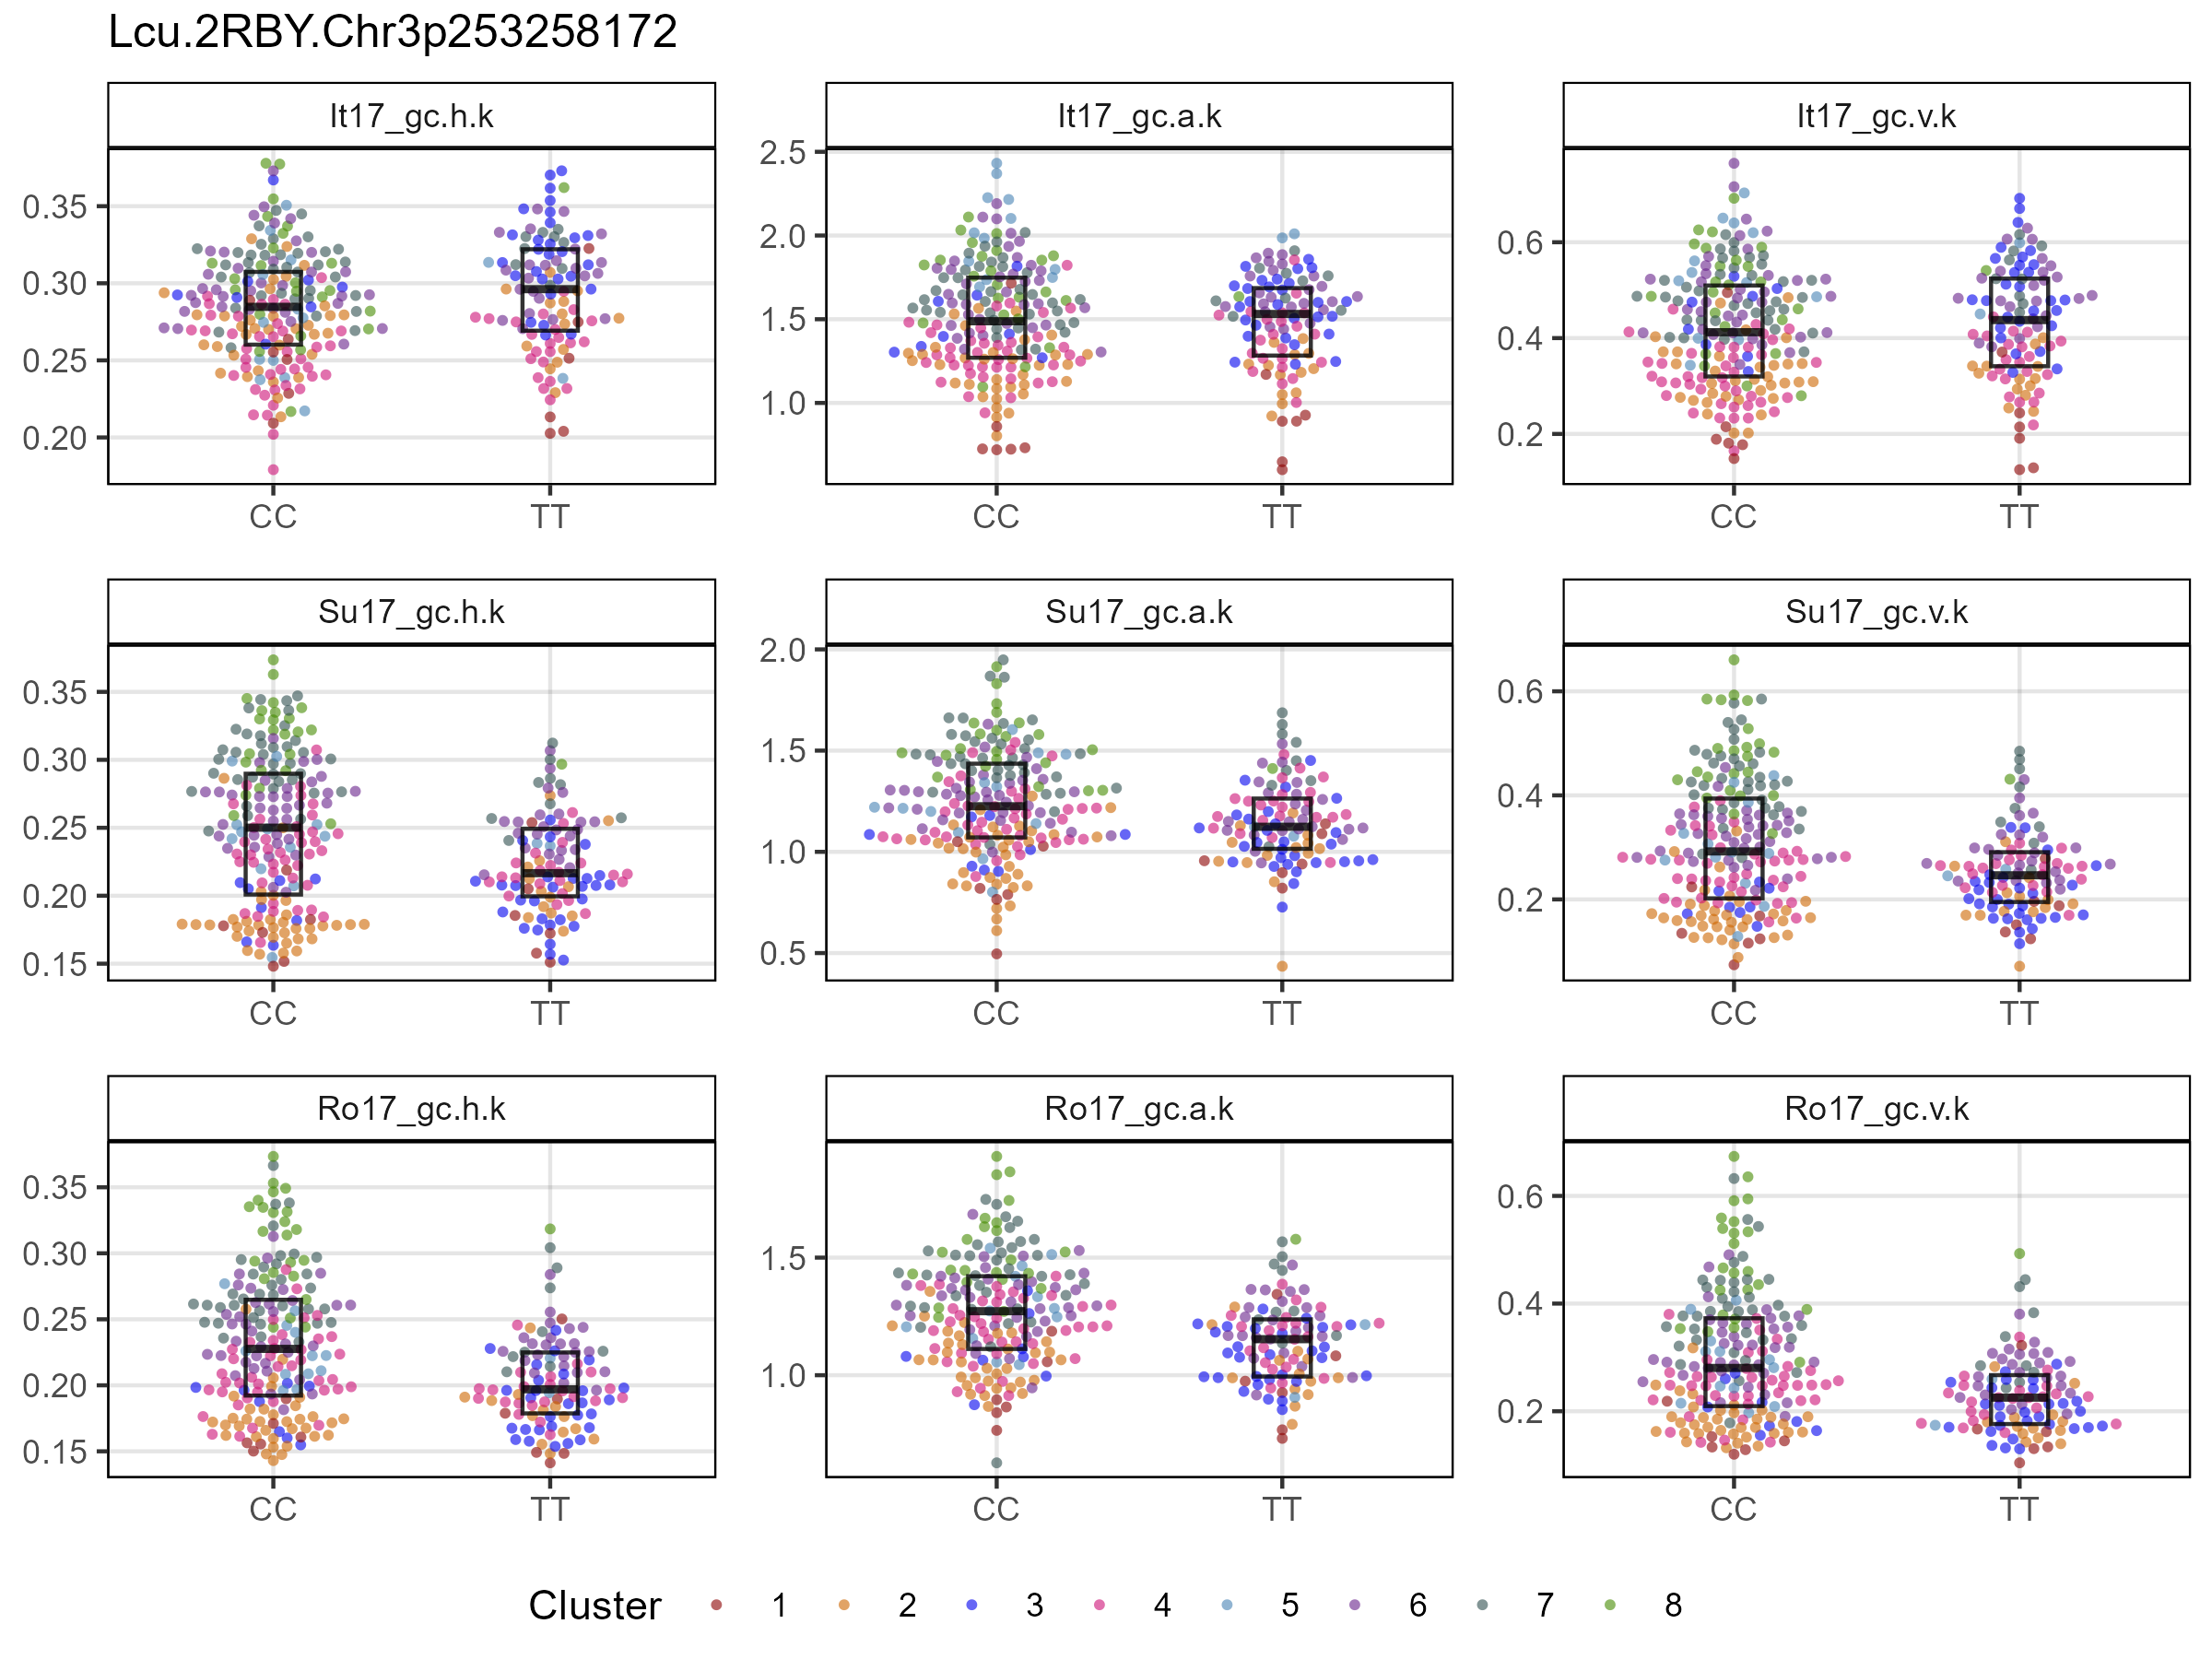 Lcu.2RBY.Chr3p253258172
It17_gc.h.k
It17_gc.a.k
It17_gc.v.k
0.35
0.30
0.25
0.20
CC
TT
2.5
2.0
1.5
1.0
CC
TT
0.6
0.4
0.2
CC
TT
Su17_gc.h.k
Su17_gc.a.k
Su17_gc.v.k
0.35
0.30
0.25
0.20
0.15
CC
TT
2.0
1.5
1.0
0.5
CC
TT
0.6
0.4
0.2
CC
TT
Ro17_gc.h.k
Ro17_gc.a.k
Ro17_gc.v.k
0.35
0.30
0.25
0.20
0.15
CC
TT
1.5
1.0
CC
TT
0.6
0.4
0.2
CC
TT
Cluster 1 2 3 4 5 6 7 8